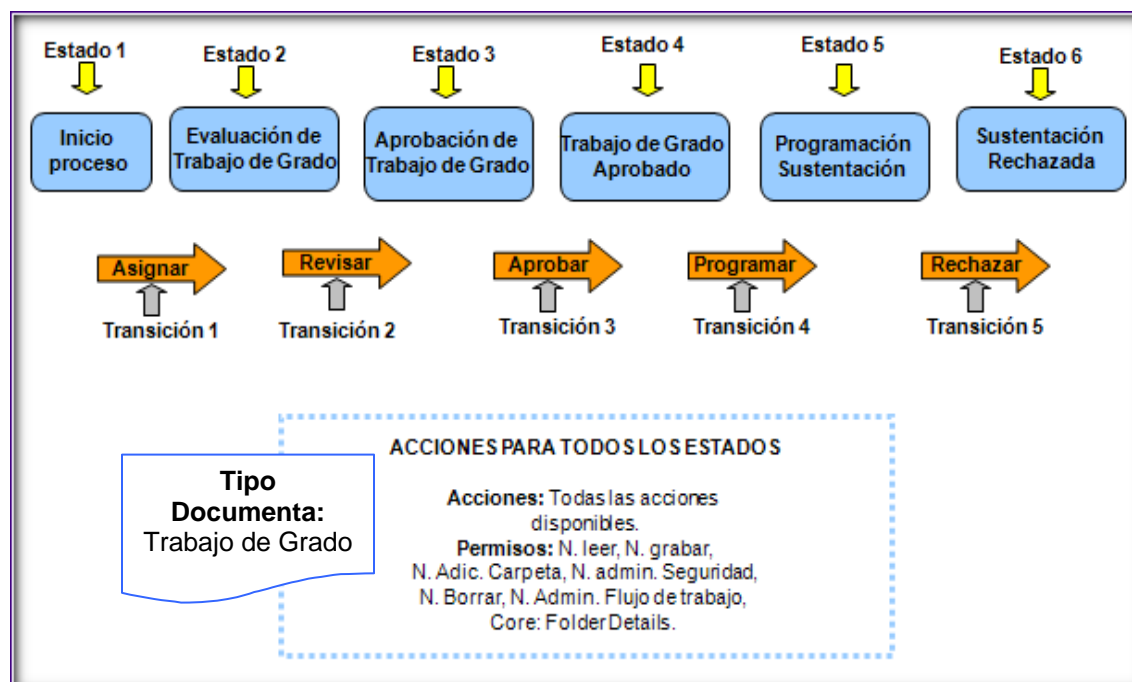 Estado 1
Estado 2
Estado 3
Estado 4
Estado 5
Estado 6
Inicio
proceso
Evaluación de
Trabajo de Grado
Aprobación de
Trabajo de Grado
Trabajo de Grado
Aprobado
Programación
Sustentación
Sustentación
Rechazada
Asignar
Revisar
Aprobar
Programar
Rechazar
Transición 1
Transición 2
Transición 3
Transición 4
Transición 5
ACCIONES PARA TODOS LOS ESTADOS
Acciones: Todas las acciones
disponibles.
Permisos: N. leer, N. grabar,
N. Adic. Carpeta, N. admin. Seguridad,
N. Borrar, N. Admin. Flujo de trabajo,
Core: Folder Details.
Tipo
Documenta:
Trabajo de Grado